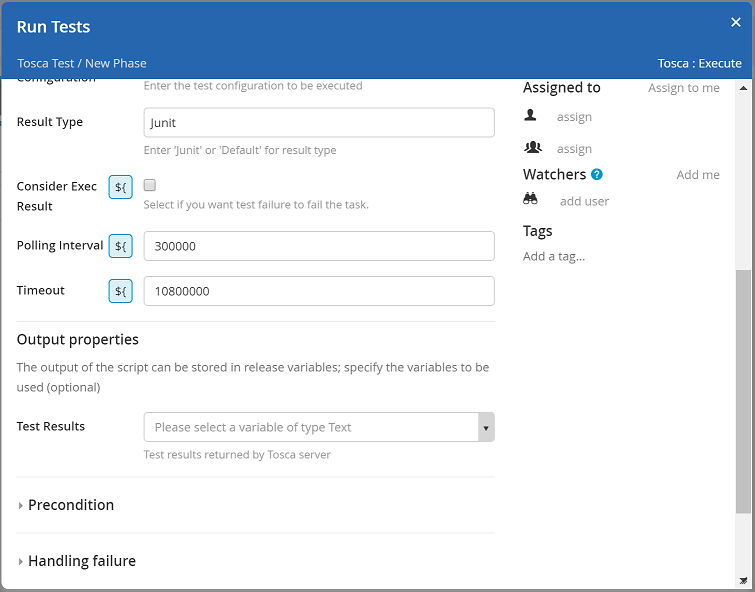 Run Tests
×
Tosca Test / New Phase
Tosca : Execute
Configuration
Enter the test configuration to be executed
Result Type
Junit
Enter 'Junit' or 'Default' for result type
Consider Exec
Result
${
Select if you want test failure to fail the task.
Polling Interval
${
300000
Timeout
${
10800000
Output properties
The output of the script can be stored in release variables; specify the variables to be
used (optional)
Test Results
Please select a variable of type Text
Test results returned by Tosca server
Precondition
Handling failure
Assigned to
Assign to me
assign
assign
Watchers ?
Add me
add user
Tags
Add a tag...